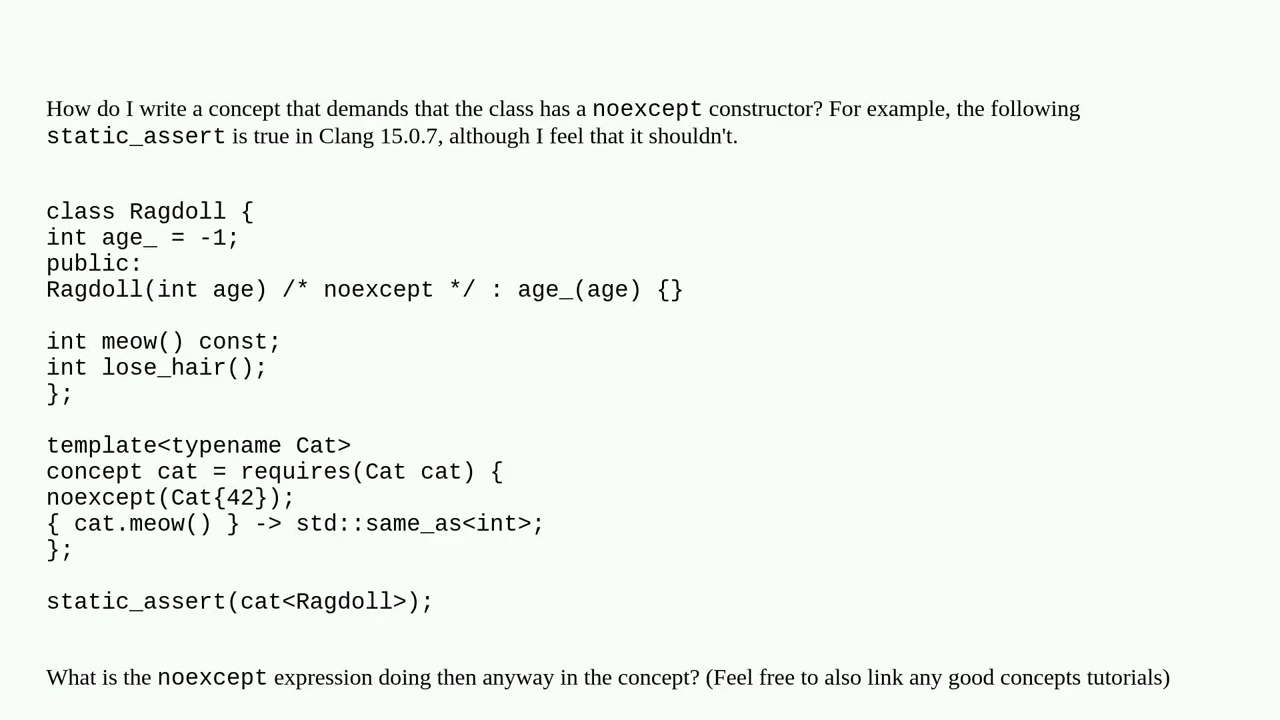 How do I write a concept that demands that the class has a noexcept constructor? For example, the following
static_assert is true in Clang 15.0.7, although I feel that it shouldn't.
class Ragdoll {
int age_ = -1;
public:
Ragdoll(int age) /* noexcept */ : age_(age) {}
int meow() const;
int lose_hair();
};
template<typename Cat>
concept cat = requires(Cat cat) {
noexcept(Cat{42});
{ cat.meow() } -> std::same_as<int>;
};
static_assert(cat<Ragdoll>);
What is the noexcept expression doing then anyway in the concept? (Feel free to also link any good concepts tutorials)